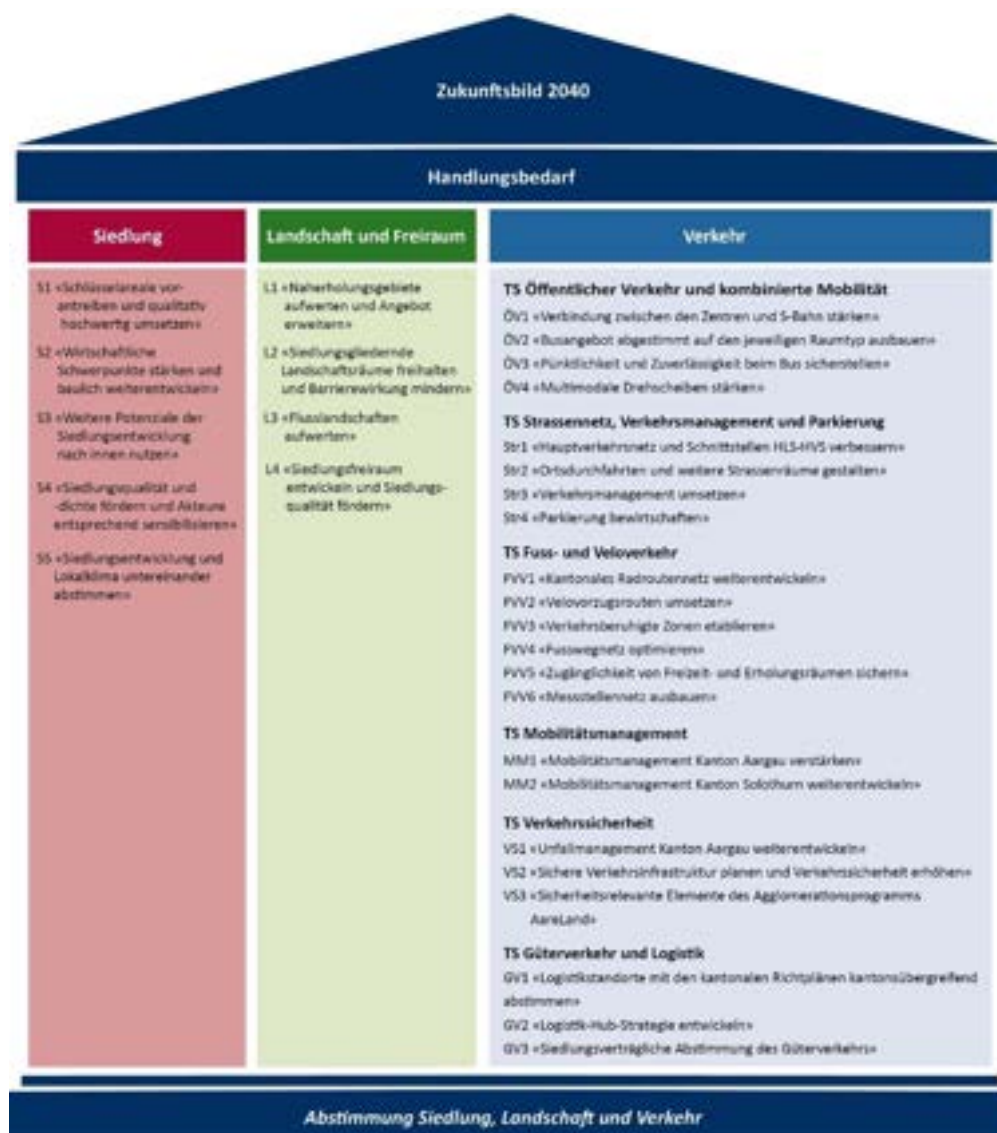 Zukunftsbild 2040
Handlungsbedarf
Siedlung
S1 «Schlüsselareale vor-
antreiben und qualitativ
hochwertig umsetzen»
S2 «Wirtschaftliche
Schwerpunkte stärken und
baulich weiterentwickeln»
S3 «Weitere Potenziale der
Siedlungsentwicklung
nach innen nutzen»
S4 «Siedlungsqualität und
-dichte fördern und Akteure
entsprechend sensibilisieren»
S5 «Siedlungsentwicklung und
Lokalklima untereinander
abstimmen»
Landschaft und Freiraum
L1 «Naherholungsgebiete
aufwerten und Angebot
erweitern»
L2 «Siedlungsgliedernde
Landschaftsräume freihalten
und Barrierewirkung mindern»
L3 «Flusslandschaften
aufwerten»
L4 «Siedlungsfreiraum
entwickeln und Siedlungs-
qualität fördern»
Verkehr
TS Öffentlicher Verkehr und kombinierte Mobilität
ÖV1 «Verbindung zwischen den Zentren und S-Bahn stärken»
ÖV2 «Busangebot abgestimmt auf den jeweiligen Raumtyp ausbauen»
ÖV3 «Pünktlichkeit und Zuverlässigkeit beim Bus sicherstellen»
ÖV4 «Multimodale Drehscheiben stärken»
TS Strassennetz, Verkehrsmanagement und Parkierung
Str1 «Hauptverkehrsnetz und Schnittstellen HLS-HVS verbessern»
Str2 «Ortsdurchfahrten und weitere Strassenräume gestalten»
Str3 «Verkehrsmanagement umsetzen»
Str4 «Parkierung bewirtschaften»
TS Fuss- und Veloverkehr
FVV1 «Kantonales Radroutennetz weiterentwickeln»
FVV2 «Velovorzugsrouten umsetzen»
FVV3 «Verkehrsberuhigte Zonen etablieren»
FVV4 «Fusswegnetz optimieren»
FVV5 «Zugänglichkeit von Freizeit- und Erholungsräumen sichern»
FVV6 «Messstellennetz ausbauen»
TS Mobilitätsmanagement
MM1 «Mobilitätsmanagement Kanton Aargau verstärken»
MM2 «Mobilitätsmanagement Kanton Solothurn weiterentwickeln»
TS Verkehrssicherheit
VS1 «Unfallmanagement Kanton Aargau weiterentwickeln»
VS2 «Sichere Verkehrsinfrastruktur planen und Verkehrssicherheit erhöhen»
VS3 «Sicherheitsrelevante Elemente des Agglomerationsprogramms
AareLand»
TS Güterverkehr und Logistik
GV1 «Logistikstandorte mit den kantonalen Richtplänen kantonsübergreifend
abstimmen»
GV2 «Logistik-Hub-Strategie entwickeln»
GV3 «Siedlungsverträgliche Abstimmung des Güterverkehrs»
Abstimmung Siedlung, Landschaft und Verkehr